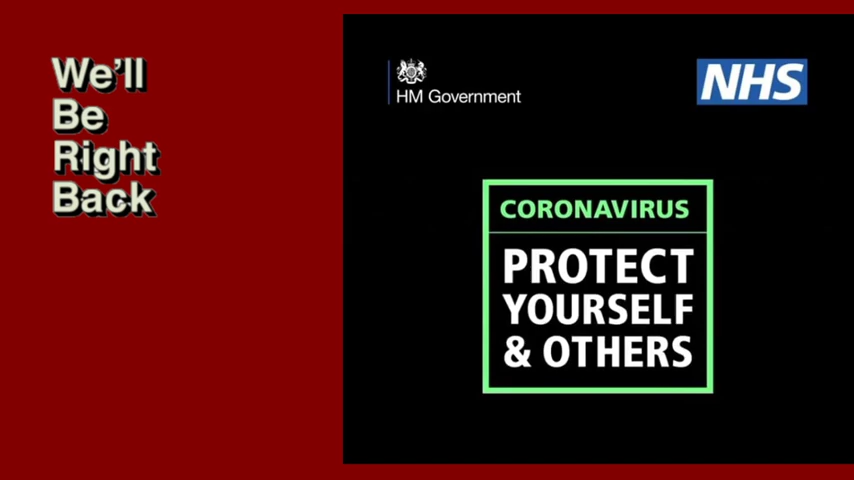 We'll
Be
Right
Back
HM Government
NHS
CORONAVIRUS
PROTECT
YOURSELF
& OTHERS